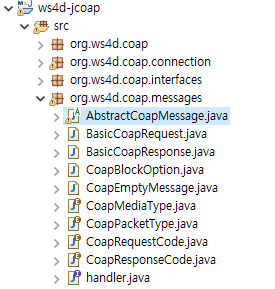 ws4d-jcoap
src
org.ws4d.coap
org.ws4d.coap.connection
org.ws4d.coap.interfaces
org.ws4d.coap.messages
AbstractCoapMessage.java
BasicCoapRequest.java
BasicCoapResponse.java
CoapBlockOption.java
CoapEmptyMessage.java
CoapMediaType.java
CoapPacketType.java
CoapRequestCode.java
CoapResponseCode.java
handler.java